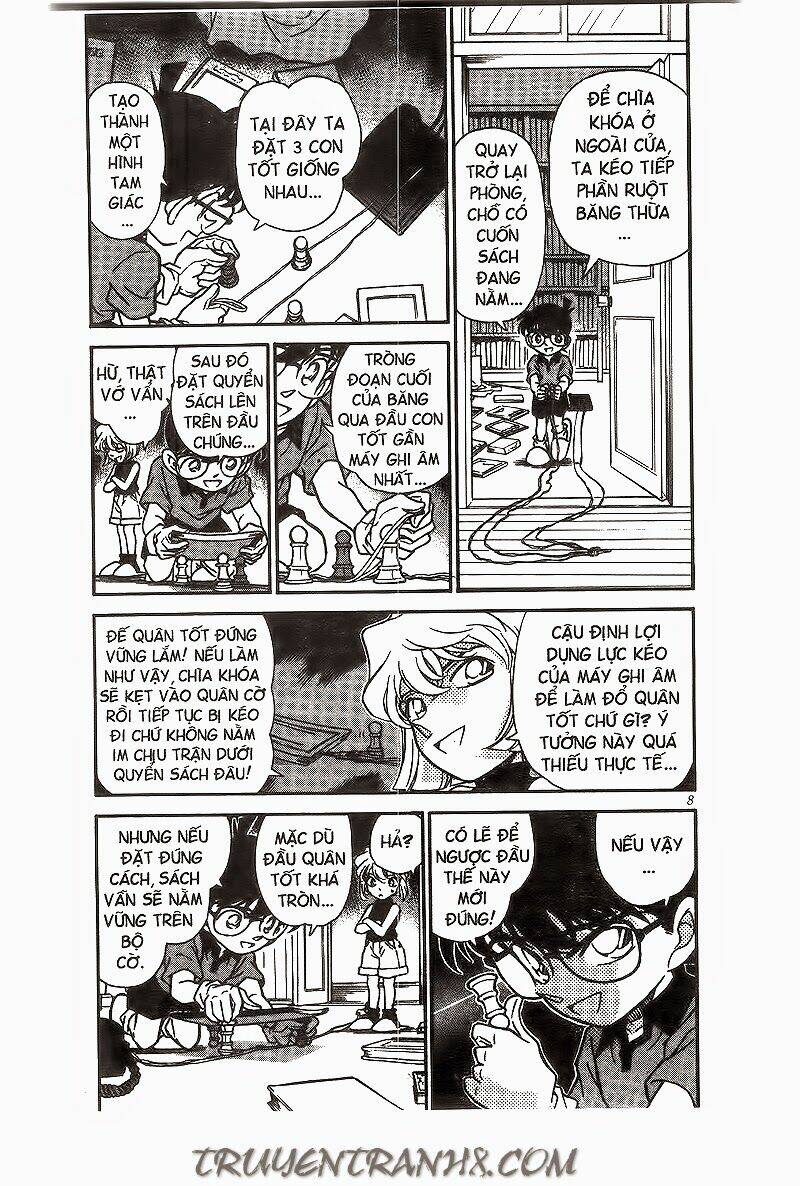 ĐỂ CHÌA
KHÓA Ở
NGOÀI CỬA,
TA KÉO TIẾP
PHẦN RUỘT
BĂNG THỪA
...
QUAY
TRỞ LẠI
PHÒNG,
CHỖ CÓ
CUỐN
SÁCH
ĐANG
NẰM...
TẠI ĐÂY TA
ĐẶT 3 CON
TỐT GIỐNG
NHAU...
TẠO
THÀNH
MỘT
HÌNH
TAM
GIÁC
...
TRÒNG
ĐOẠN CUỐI
CỦA BĂNG
QUA ĐẦU CON
TỐT GẦN
MÁY GHI ÂM
NHẤT...
SAU ĐÓ
ĐẶT QUYỂN
SÁCH LÊN
TRÊN ĐẦU
CHÚNG...
HỪ, THẬT
VỚ VẨN
...
CẬU ĐỊNH LỢI
DỤNG LỰC KÉO
CỦA MÁY GHI ÂM
ĐỂ LÀM ĐỔ QUÂN
TỐT CHỨ GÌ? Ý
TƯỞNG NÀY QUÁ
THIẾU THỰC TẾ...
ĐẾ QUÂN TỐT ĐỨNG
VỮNG LẮM! NẾU LÀM
NHƯ VẬY, CHÌA KHÓA
SẼ KẸT VÀO QUÂN CỜ
RỒI TIẾP TỤC BỊ KÉO
ĐI CHỨ KHÔNG NẰM
IM CHỊU TRẬN DƯỚI
QUYỂN SÁCH ĐÂU!
8
NẾU VẬY
...
CÓ LẼ ĐỂ
NGƯỢC ĐẦU
THẾ NÀY
MỚI
ĐÚNG!
HẢ?
MẶC DÙ
ĐẦU QUÂN
TỐT KHÁ
TRÒN...
NHƯNG NẾU
ĐẶT ĐÚNG
CÁCH, SÁCH
VẪN SẼ NẰM
VỮNG TRÊN
BỘ
CỜ.
TRUYENTRANH8.COM